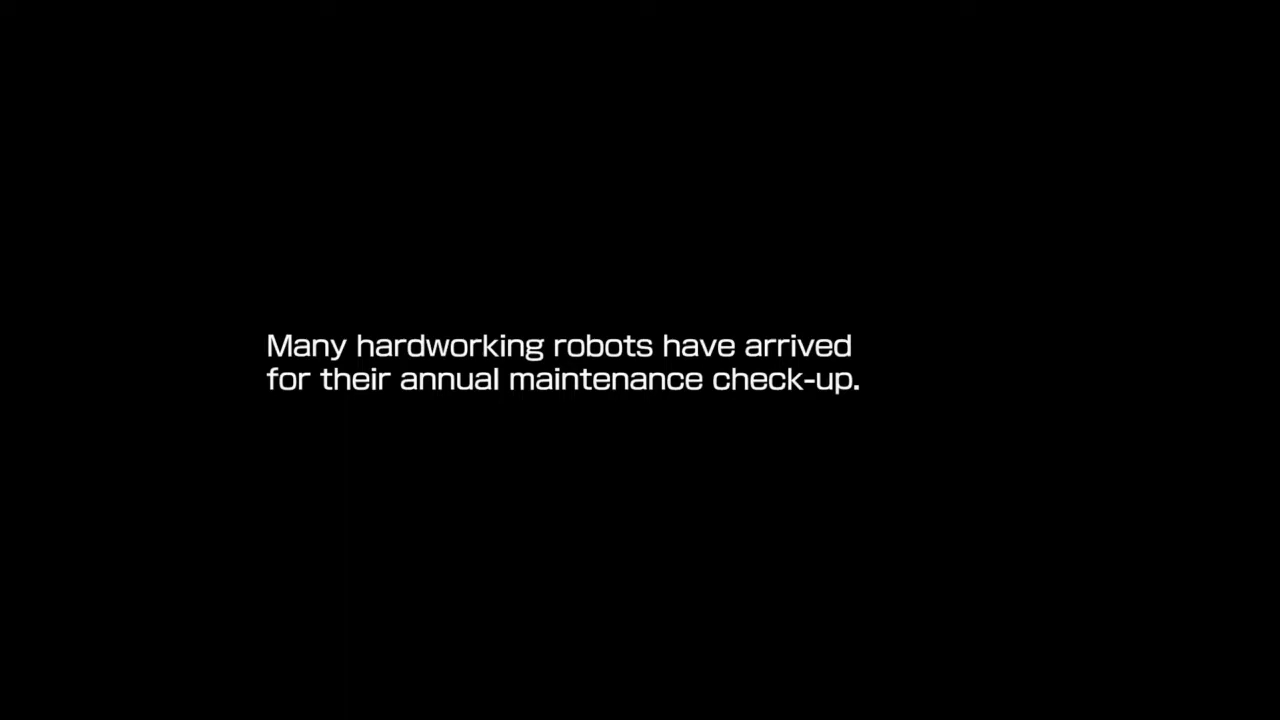 Many hardworking robots have arrived
for their annual maintenance check-up.